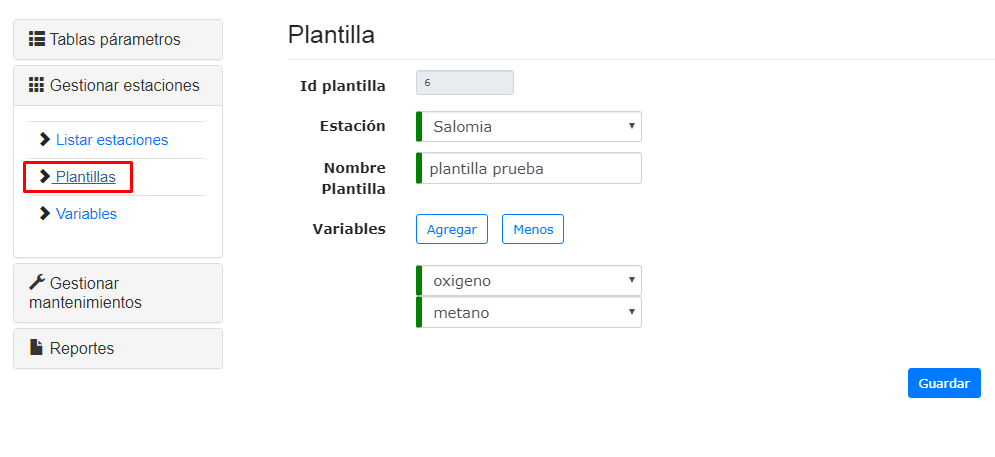 Tablas párametros
Gestionar estaciones
Listar estaciones
Plantillas
Variables
Gestionar
mantenimientos
Reportes
Plantilla
Id plantilla
6
Estación
Salomia
Nombre
Plantilla
plantilla prueba
Variables
Agregar
Menos
oxigeno
metano
Guardar